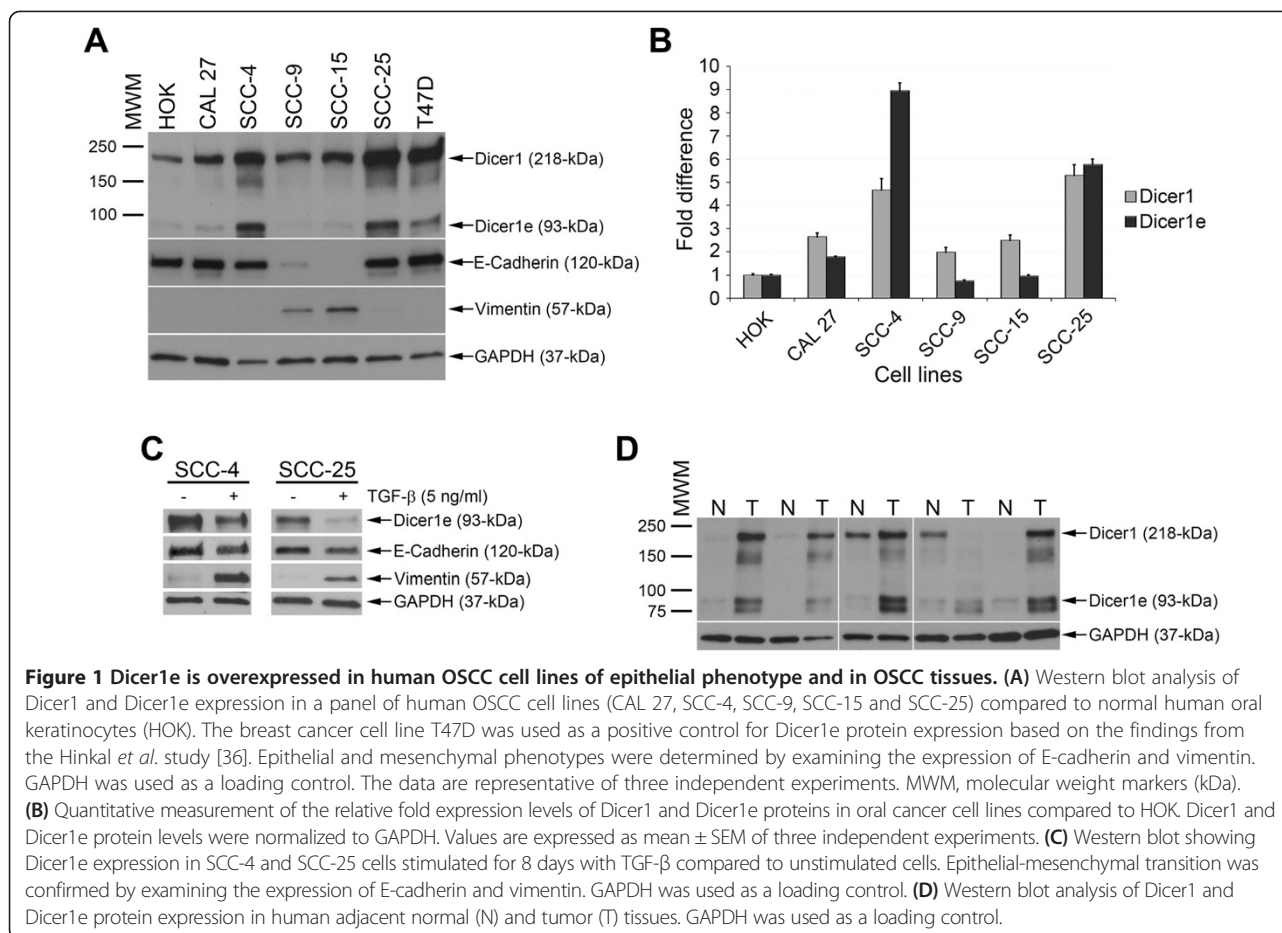 A
MWM
HOK
CAL 27
SCC-4
SCC-9
SCC-15
SCC-25
T47D
250
150
100
Dicer1 (218-kDa)
Dicer1e (93-kDa)
E-Cadherin (120-kDa)
Vimentin (57-kDa)
GAPDH (37-kDa)
B
Fold difference
10
9
8
7
6
5
4
3
2
1
0
HOK
CAL 27
SCC-4
SCC-9
SCC-15
SCC-25
Cell lines
Dicer1
Dicer1e
C
SCC-4 SCC-25
- + - + TGF-β (5 ng/ml)
Dicer1e (93-kDa)
E-Cadherin (120-kDa)
Vimentin (57-kDa)
GAPDH (37-kDa)
D
MWM
N T N T N T N T N T
250
150
100
75
Dicer1 (218-kDa)
Dicer1e (93-kDa)
GAPDH (37-kDa)
Figure 1 Dicer1e is overexpressed in human OSCC cell lines of epithelial phenotype and in OSCC tissues. (A) Western blot analysis of
Dicer1 and Dicer1e expression in a panel of human OSCC cell lines (CAL 27, SCC-4, SCC-9, SCC-15 and SCC-25) compared to normal human oral
keratinocytes (HOK). The breast cancer cell line T47D was used as a positive control for Dicer1e protein expression based on the findings from
the Hinkal et al. study [36]. Epithelial and mesenchymal phenotypes were determined by examining the expression of E-cadherin and vimentin.
GAPDH was used as a loading control. The data are representative of three independent experiments. MWM, molecular weight markers (kDa).
(B) Quantitative measurement of the relative fold expression levels of Dicer1 and Dicer1e proteins in oral cancer cell lines compared to HOK. Dicer1 and
Dicer1e protein levels were normalized to GAPDH. Values are expressed as mean ± SEM of three independent experiments. (C) Western blot showing
Dicer1e expression in SCC-4 and SCC-25 cells stimulated for 8 days with TGF-β compared to unstimulated cells. Epithelial-mesenchymal transition was
confirmed by examining the expression of E-cadherin and vimentin. GAPDH was used as a loading control. (D) Western blot analysis of Dicer1 and
Dicer1e protein expression in human adjacent normal (N) and tumor (T) tissues. GAPDH was used as a loading control.